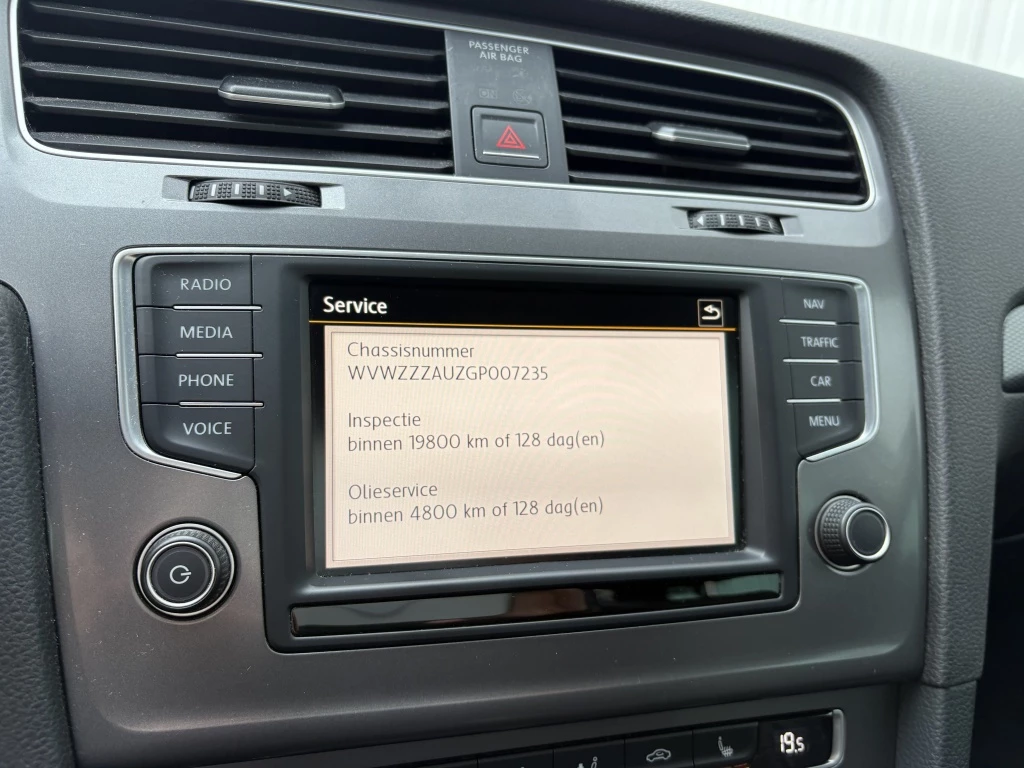 PASSENGER
AIR BAG
RADIO
MEDIA
PHONE
VOICE
Service
Chassisnummer
WVWZZZAUZGP007235
Inspectie
binnen 19800 km of 128 dag(en)
Olieservice
binnen 4800 km of 128 dag(en)
NAV
TRAFFIC
CAR
MENU
19.5